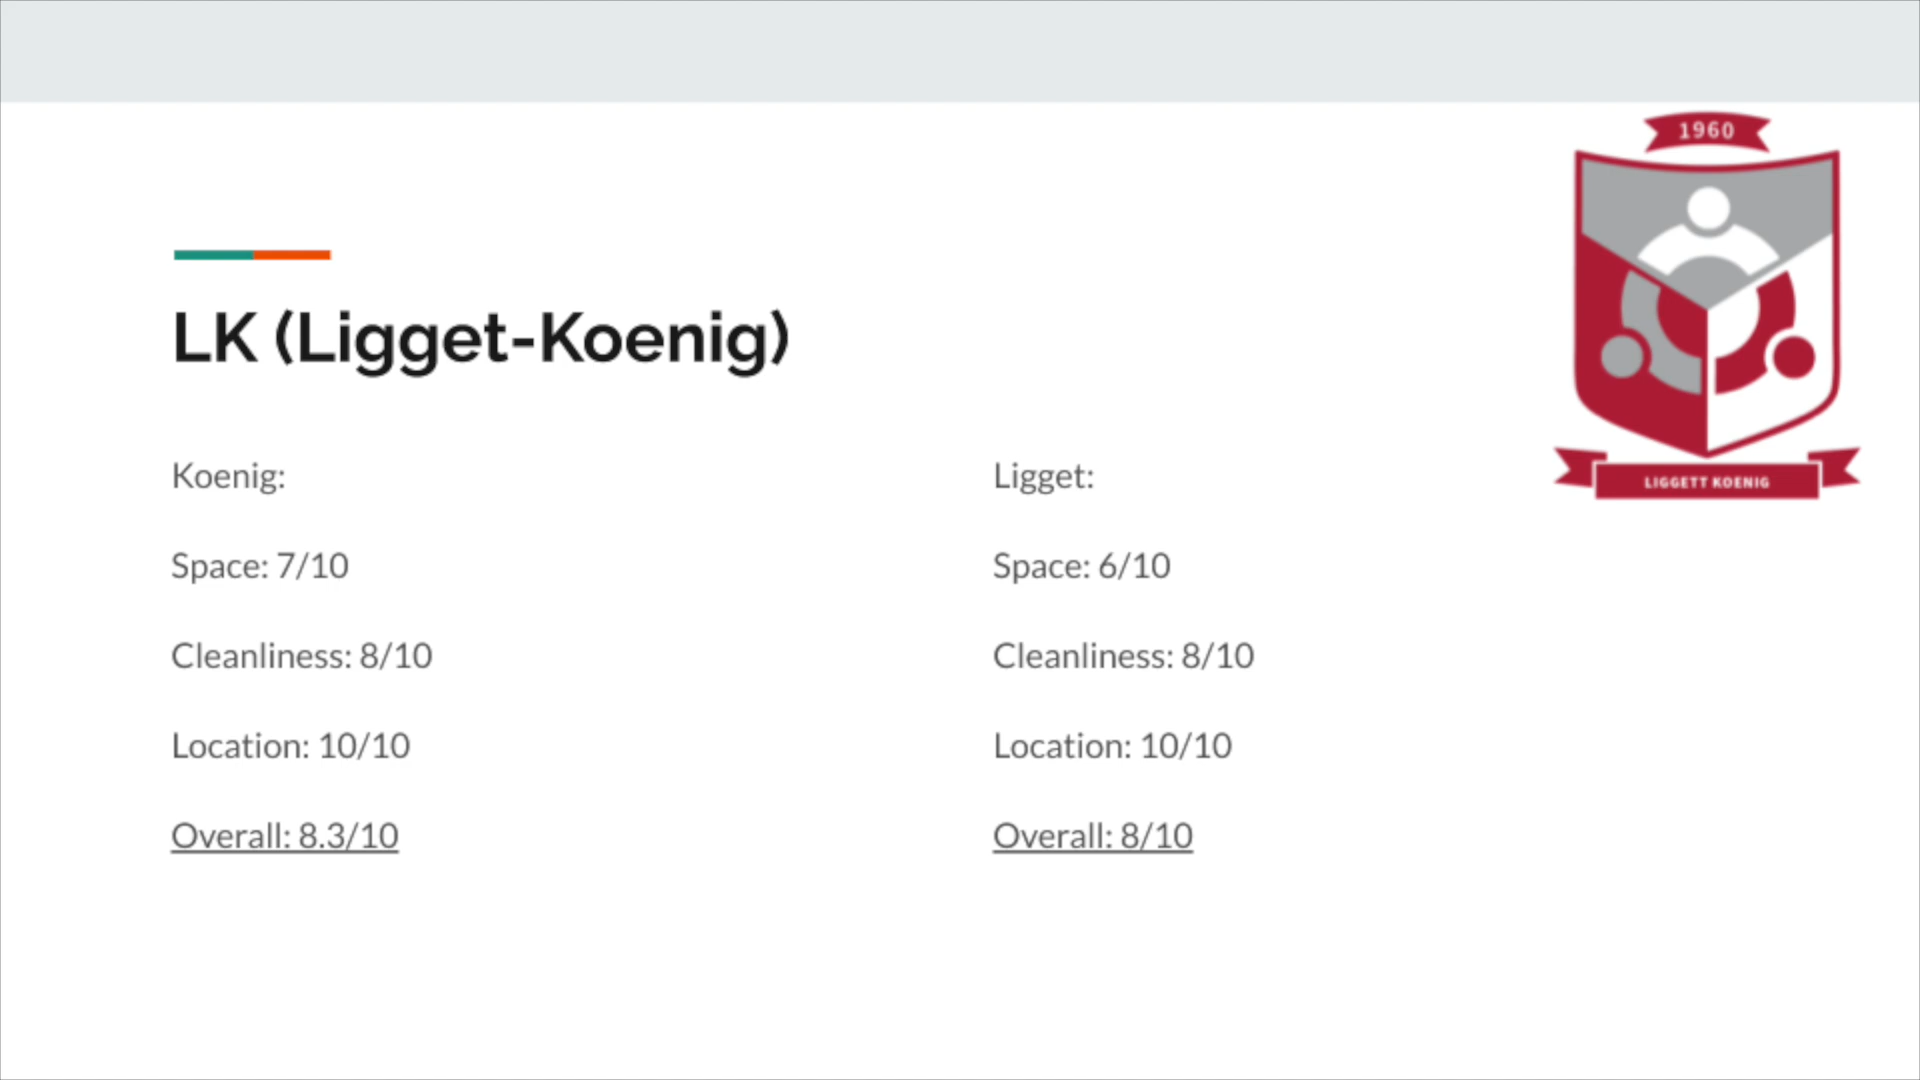 1960
LK (Ligget-Koenig)
LIGGETT KOENIG
Koenig:
Space: 7/10
Cleanliness: 8/10
Location: 10/10
Overall: 8.3/10
Ligget:
Space: 6/10
Cleanliness: 8/10
Location: 10/10
Overall: 8/10